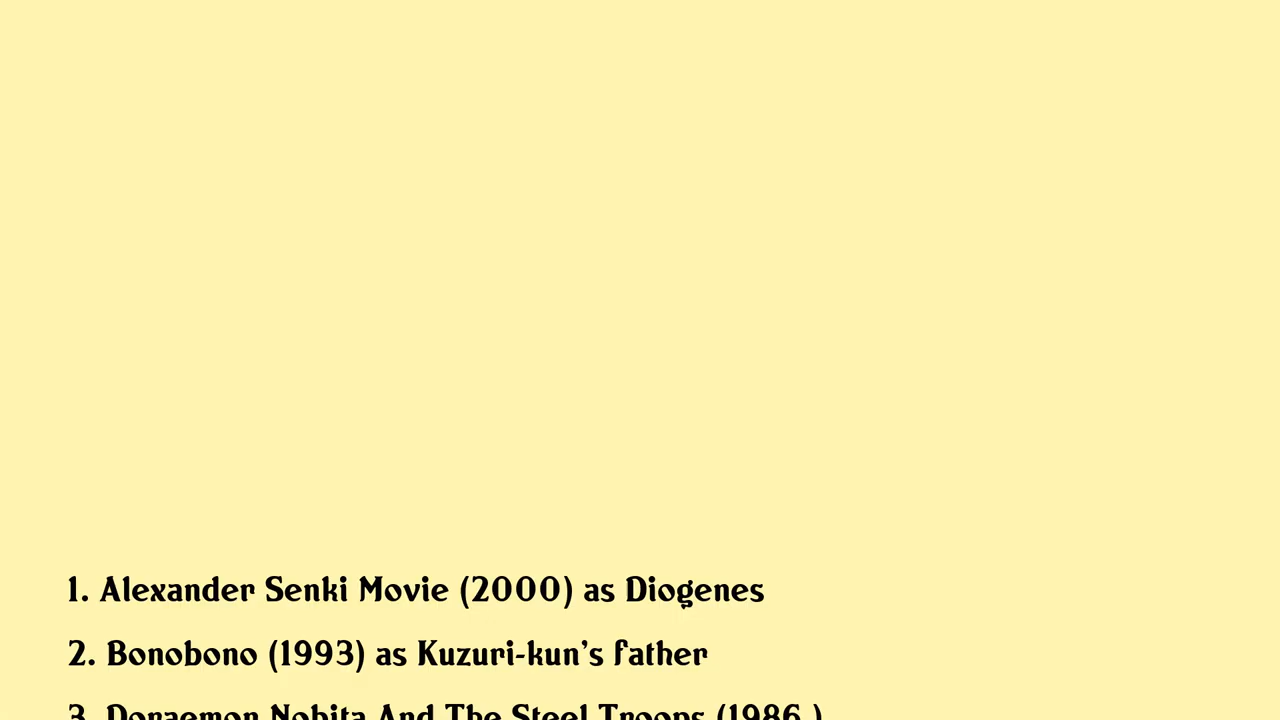 1. Alexander Senki Movie (2000) as Diogenes
2. Bonobono (1993) as Kuzuri-kun's father
3. Doraemon Nobita And The Steel Troops (1986 )